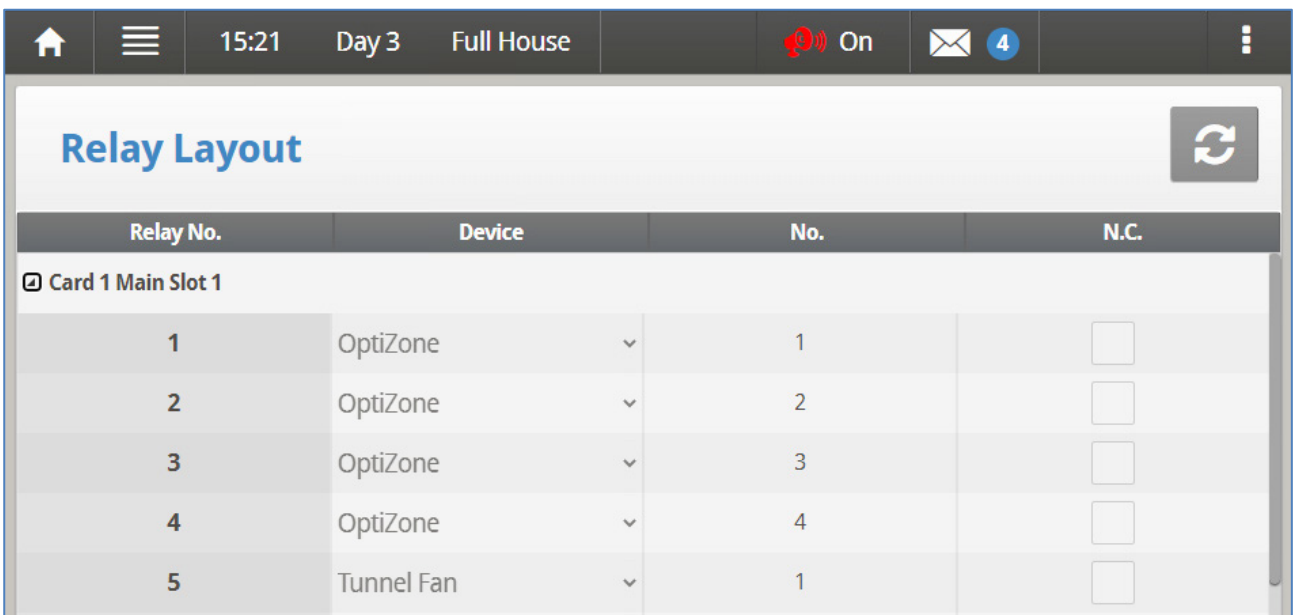 15:21 Day 3 Full House On 4
Relay Layout
Relay No. Device No. N.C.
Card 1 Main Slot 1
1 OptiZone 1
2 OptiZone 2
3 OptiZone 3
4 OptiZone 4
5 Tunnel Fan 1